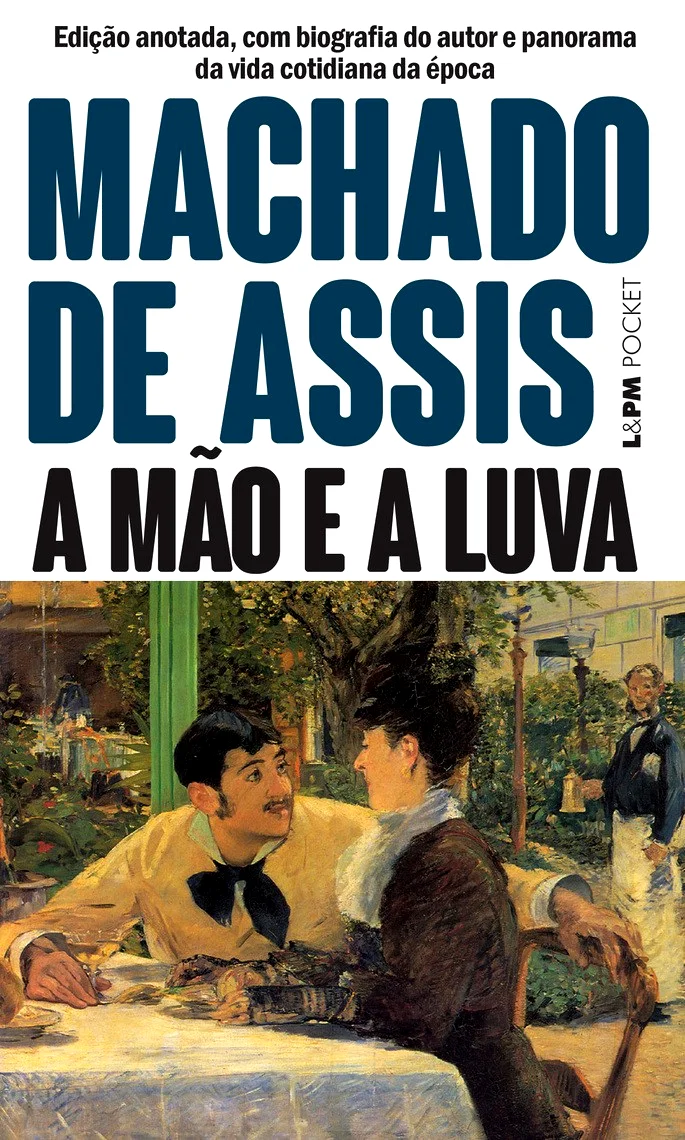 Edição anotada, com biografia do autor e panorama
da vida cotidiana da época
MACHADO
DE ASSIS
L&PM POCKET
A MÃO E A LUVA